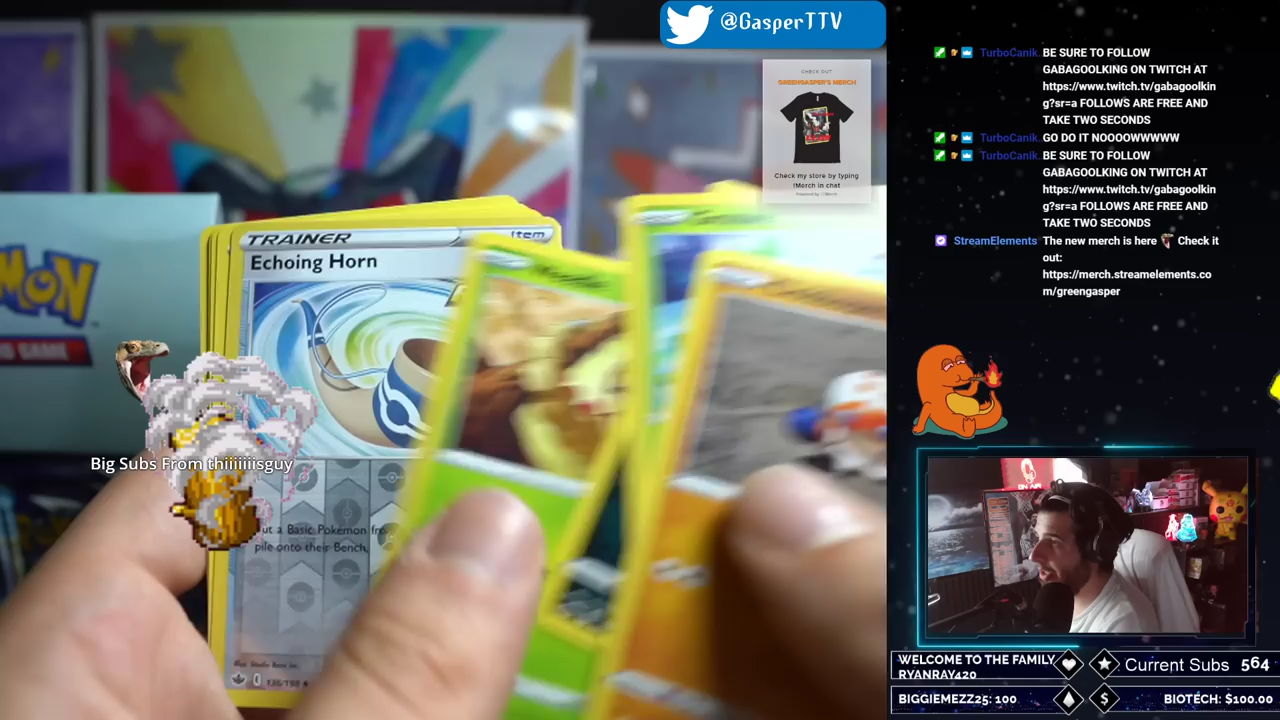 @GasperTTV
CHECK OUT
GREENGASPER'S MERCH
Check my store by typing
!Merch in chat
TRAINER
Item
Echoing Horn
Big Subs From thiiiiiisguy
ut a Basic Pokémon fr
pile onto their Bench,
TurboCanik. BE SURE TO FOLLOW
GABAGOOLKING ON TWITCH AT
https://www.twitch.tv/gabagoolkin
g?sr=a FOLLOWS ARE FREE AND
TAKE TWO SECONDS
TurboCanik. GO DO IT NOOOOWWWWW
TurboCanik. BE SURE TO FOLLOW
GABAGOOLKING ON TWITCH AT
https://www.twitch.tv/gabagoolkin
g?sr=a FOLLOWS ARE FREE AND
TAKE TWO SECONDS
StreamElements The new merch is here Check it
out:
https://merch.streamelements.co
m/greengasper
ON AIR
WELCOME TO THE FAMILY
RYANRAY420
Current Subs 564
BIGGIEMEZZ25: 100
BIOTECH: $100.00